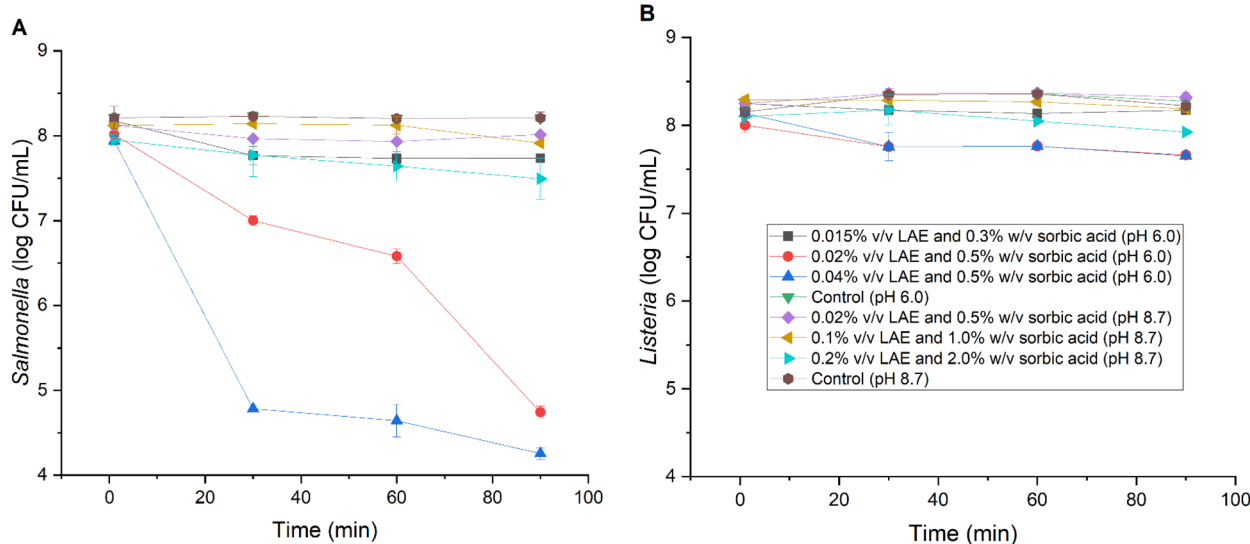 A
9
8
7
6
5
4
Salmonella (log CFU/mL)
0
20
40
60
80
100
Time (min)
B
9
8
7
6
5
4
Listeria (log CFU/mL)
0.015% v/v LAE and 0.3% w/v sorbic acid (pH 6.0)
0.02% v/v LAE and 0.5% w/v sorbic acid (pH 6.0)
0.04% v/v LAE and 0.5% w/v sorbic acid (pH 6.0)
Control (pH 6.0)
0.02% v/v LAE and 0.5% w/v sorbic acid (pH 8.7)
0.1% v/v LAE and 1.0% w/v sorbic acid (pH 8.7)
0.2% v/v LAE and 2.0% w/v sorbic acid (pH 8.7)
Control (pH 8.7)
0
20
40
60
80
100
Time (min)